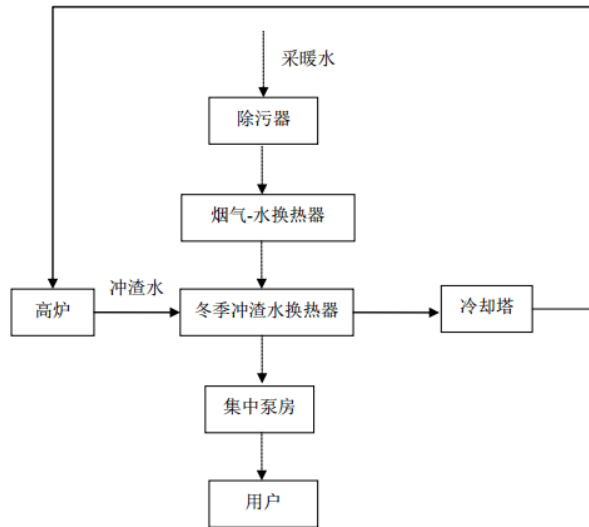 采暖水
除污器
烟气-水换热器
冲渣水
高炉
冬季冲渣水换热器
冷却塔
集中泵房
用户